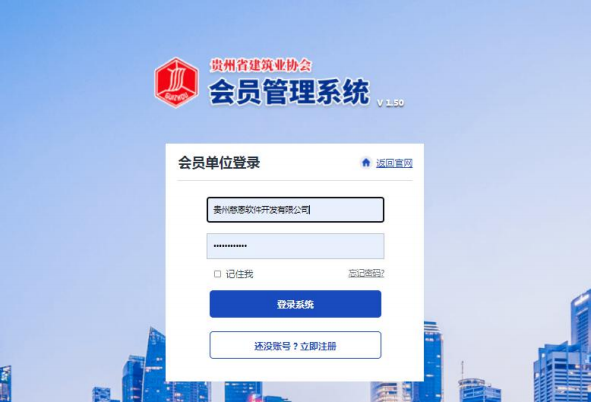 贵州省建筑业协会
会员管理系统 V 1.50
会员单位登录
返回官网
贵州慈恩软件开发有限公司
••••••••••••
记住我
忘记密码?
登录系统
还没账号？立即注册